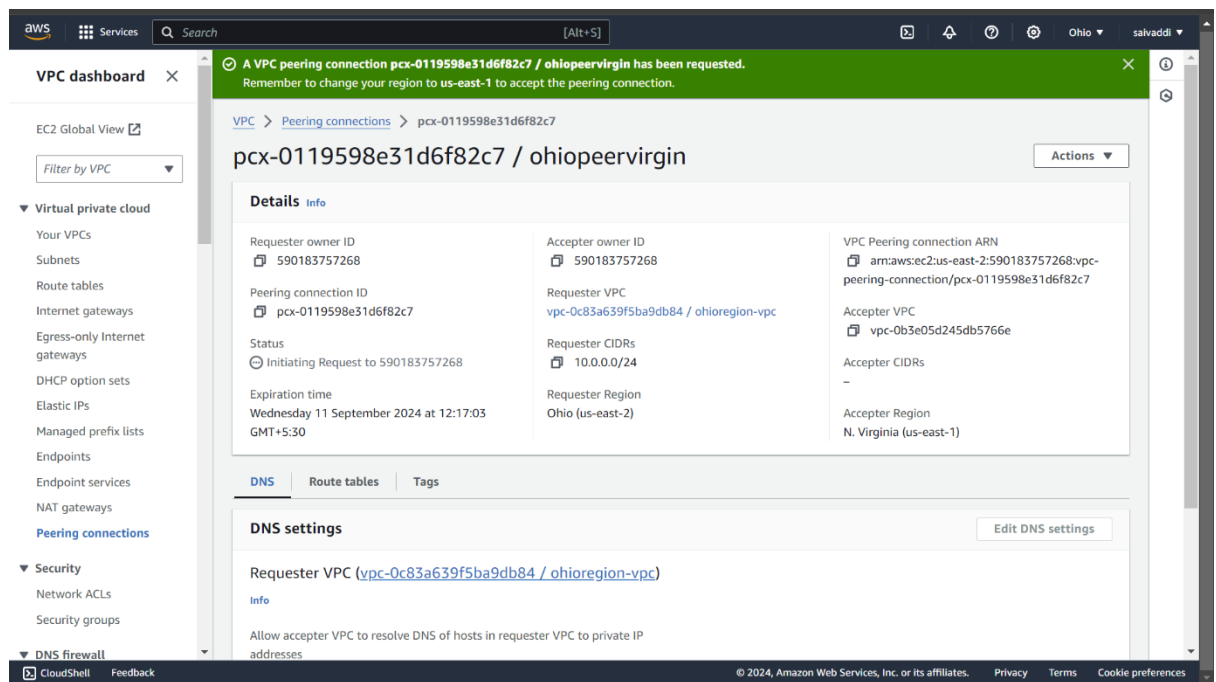 aws
Services
Search
[Alt+S]
Ohio
saivaddi
VPC dashboard
EC2 Global View
Filter by VPC
Virtual private cloud
Your VPCs
Subnets
Route tables
Internet gateways
Egress-only Internet
gateways
DHCP option sets
Elastic IPs
Managed prefix lists
Endpoints
Endpoint services
NAT gateways
Peering connections
Security
Network ACLs
Security groups
DNS firewall
A VPC peering connection pcx-0119598e31d6f82c7 / ohiopeervirgin has been requested.
Remember to change your region to us-east-1 to accept the peering connection.
VPC > Peering connections > pcx-0119598e31d6f82c7
pcx-0119598e31d6f82c7 / ohiopeervirgin
Actions
Details Info
Requester owner ID
590183757268
Peering connection ID
pcx-0119598e31d6f82c7
Status
Initiating Request to 590183757268
Expiration time
Wednesday 11 September 2024 at 12:17:03
GMT+5:30
Accepter owner ID
590183757268
Requester VPC
vpc-0c83a639f5ba9db84 / ohioregion-vpc
Requester CIDRs
10.0.0.0/24
Requester Region
Ohio (us-east-2)
VPC Peering connection ARN
arn:aws:ec2:us-east-2:590183757268:vpc-
peering-connection/pcx-0119598e31d6f82c7
Accepter VPC
vpc-0b3e05d245db5766e
Accepter CIDRs
–
Accepter Region
N. Virginia (us-east-1)
DNS
Route tables
Tags
DNS settings
Edit DNS settings
Requester VPC (vpc-0c83a639f5ba9db84 / ohioregion-vpc)
Info
Allow accepter VPC to resolve DNS of hosts in requester VPC to private IP
addresses
CloudShell
Feedback
© 2024, Amazon Web Services, Inc. or its affiliates.
Privacy
Terms
Cookie preferences